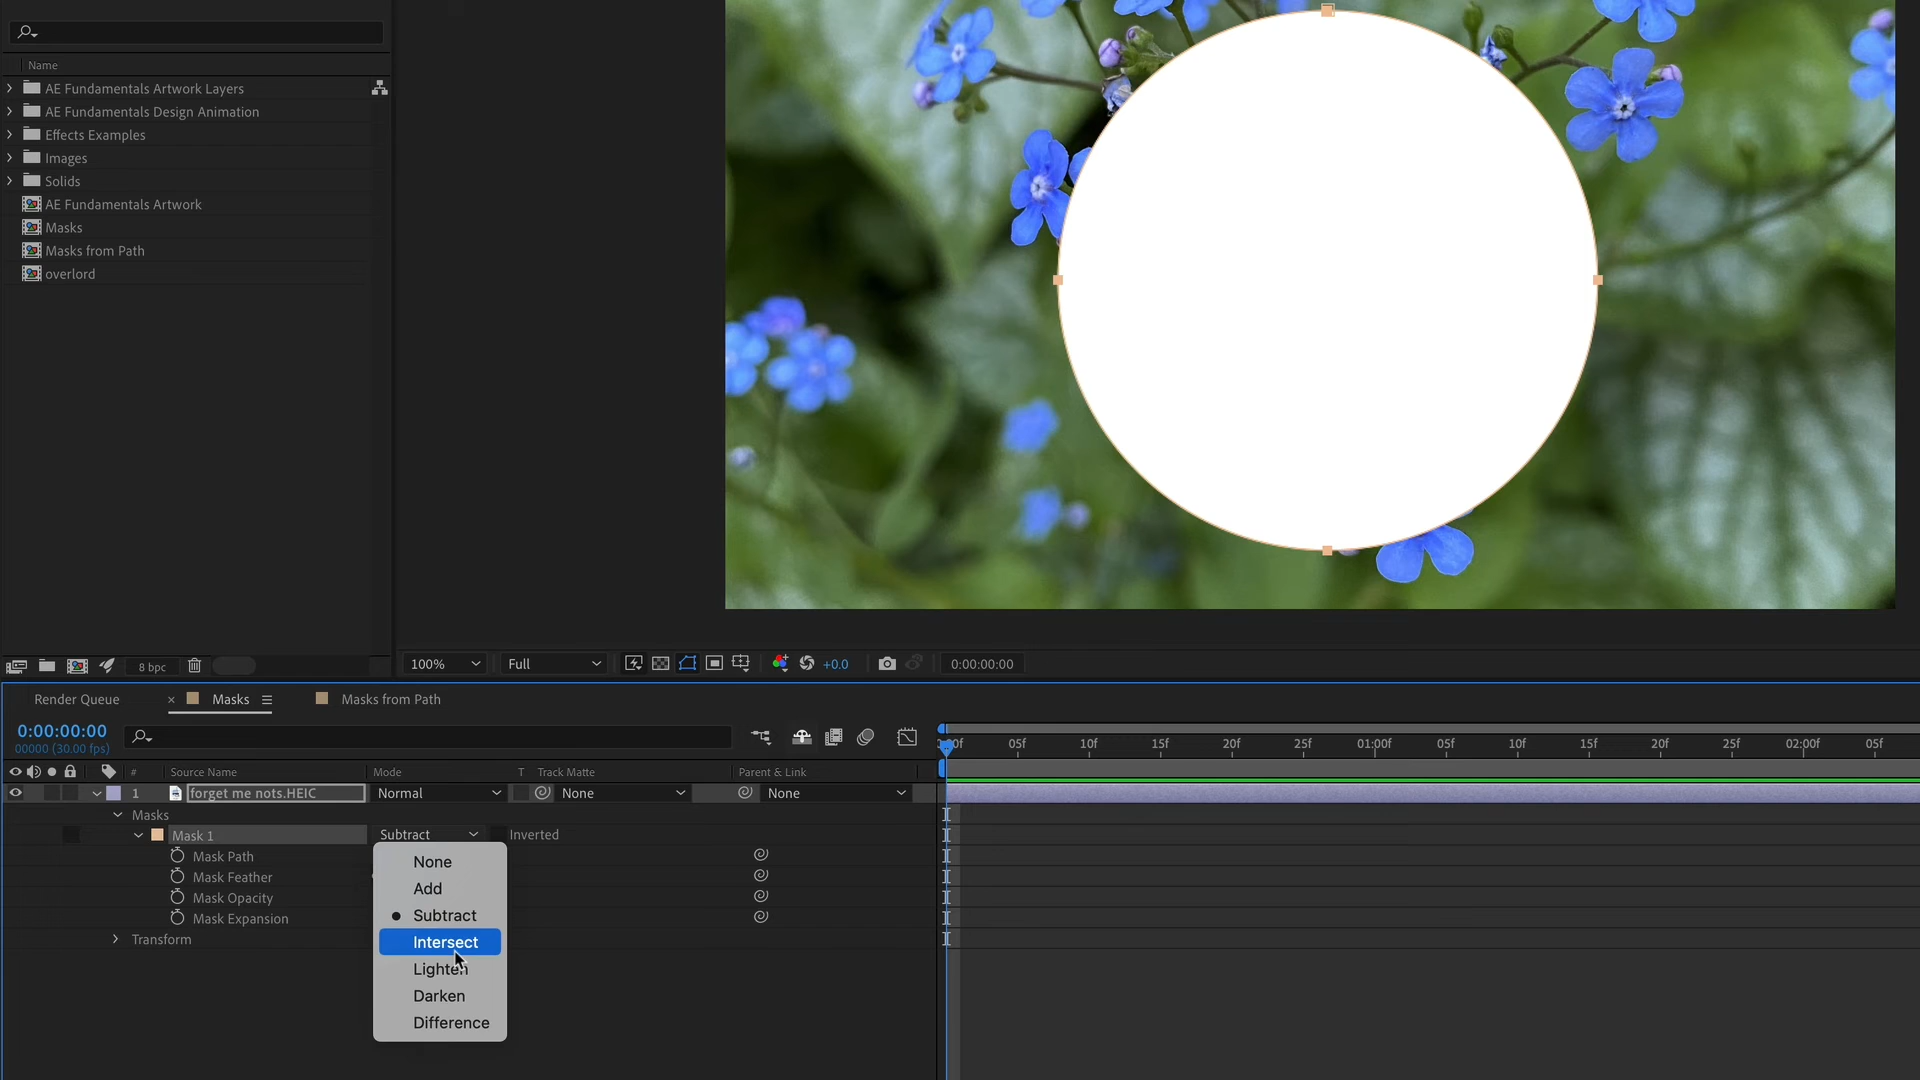 Name
AE Fundamentals Artwork Layers
AE Fundamentals Design Animation
Effects Examples
Images
Solids
AE Fundamentals Artwork
Masks
Masks from Path
overlord
8 bpc
100%
Full
+0.0
0:00:00:00
Render Queue
× Masks
Masks from Path
0:00:00:00
00000 (30.00 fps)
05f 10f 15f 20f 25f 01:00f 05f 10f 15f 20f 02:00f 05f
# Source Name Mode T Track Matte Parent & Link
1 forget me nots.HEIC Normal None None
Masks
Mask 1 Subtract Inverted
Mask Path
Mask Feather
Mask Opacity
Mask Expansion
Transform
None
Add
Subtract
Intersect
Lighten
Darken
Difference